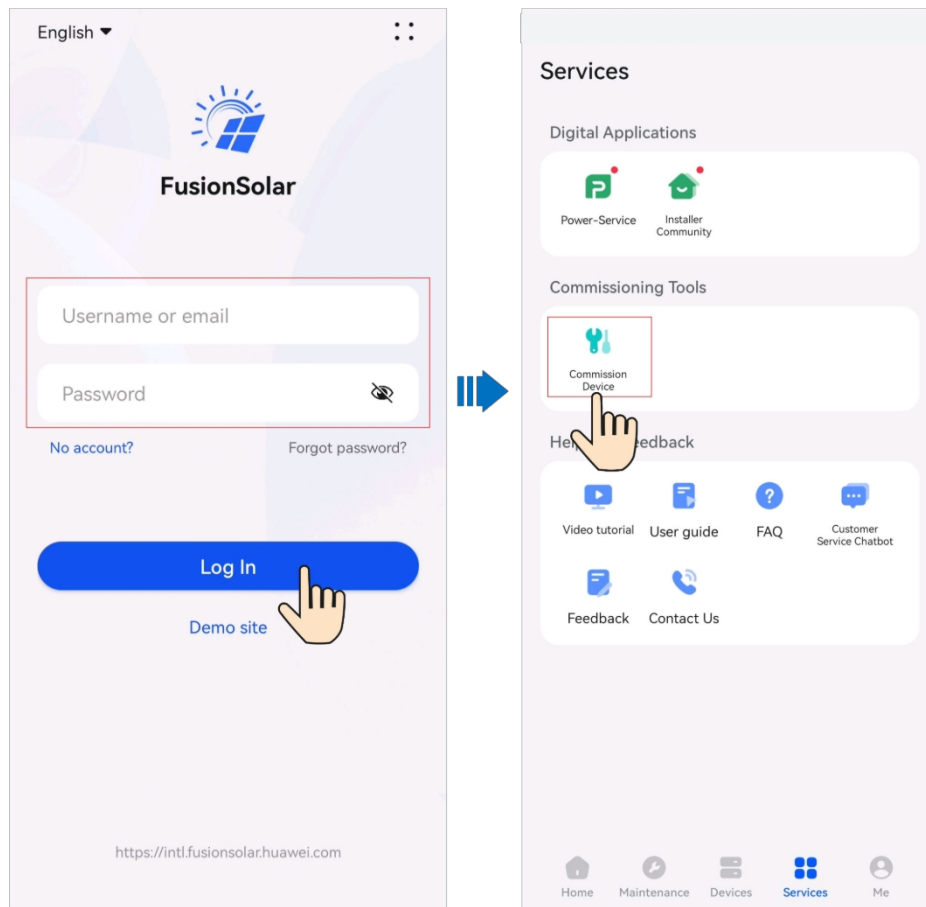 English
FusionSolar
Username or email
Password
No account?
Forgot password?
Log In
Demo site
https://intl.fusionsolar.huawei.com
Services
Digital Applications
Power-Service
Installer
Community
Commissioning Tools
Commission
Device
He
edback
Video tutorial
User guide
FAQ
Customer
Service Chatbot
Feedback
Contact Us
Home
Maintenance
Devices
Services
Me